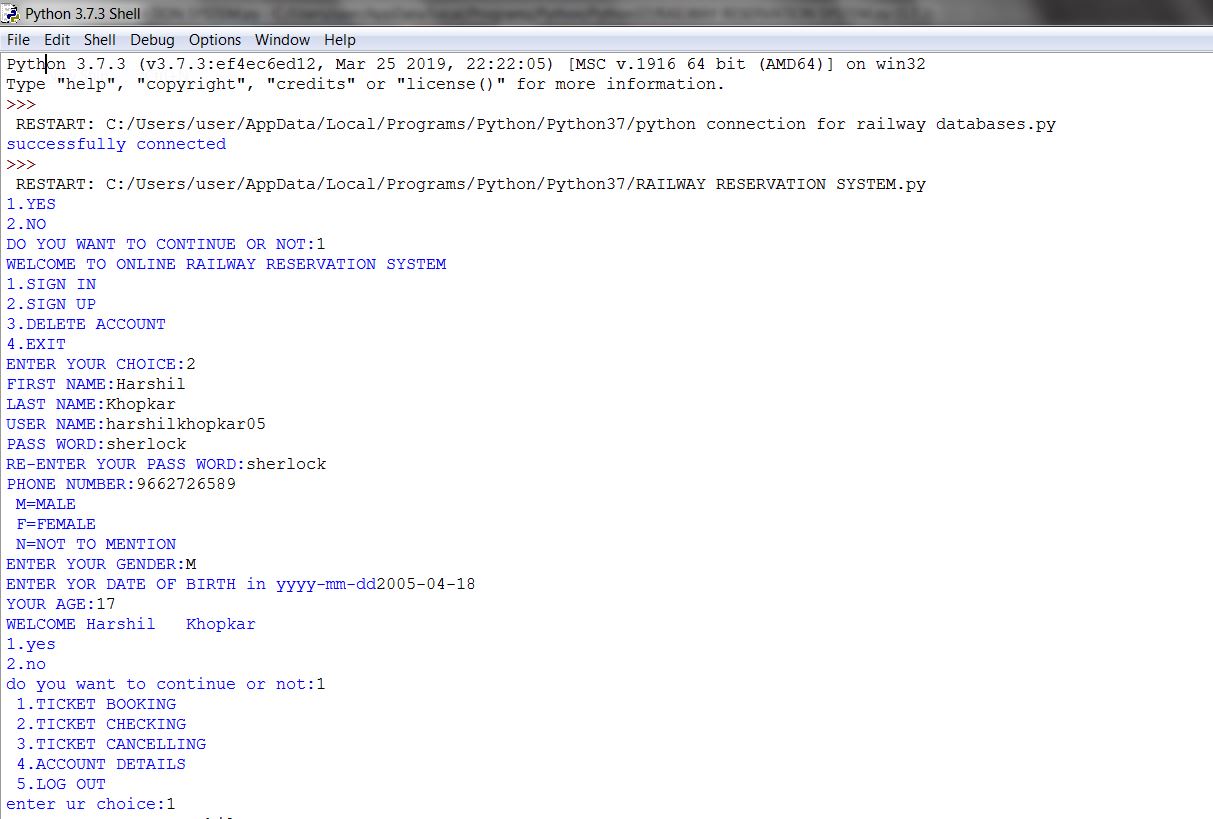 Python 3.7.3 Shell
File Edit Shell Debug Options Window Help
Python 3.7.3 (v3.7.3:ef4ec6ed12, Mar 25 2019, 22:22:05) [MSC v.1916 64 bit (AMD64)] on win32
Type "help", "copyright", "credits" or "license()" for more information.
>>>
 RESTART: C:/Users/user/AppData/Local/Programs/Python/Python37/python connection for railway databases.py
successfully connected
>>>
 RESTART: C:/Users/user/AppData/Local/Programs/Python/Python37/RAILWAY RESERVATION SYSTEM.py
1.YES
2.NO
DO YOU WANT TO CONTINUE OR NOT:1
WELCOME TO ONLINE RAILWAY RESERVATION SYSTEM
1.SIGN IN
2.SIGN UP
3.DELETE ACCOUNT
4.EXIT
ENTER YOUR CHOICE:2
FIRST NAME:Harshil
LAST NAME:Khopkar
USER NAME:harshilkhopkar05
PASS WORD:sherlock
RE-ENTER YOUR PASS WORD:sherlock
PHONE NUMBER:9662726589
 M=MALE
 F=FEMALE
 N=NOT TO MENTION
ENTER YOUR GENDER:M
ENTER YOR DATE OF BIRTH in yyyy-mm-dd2005-04-18
YOUR AGE:17
WELCOME Harshil   Khopkar
1.yes
2.no
do you want to continue or not:1
 1.TICKET BOOKING
 2.TICKET CHECKING
 3.TICKET CANCELLING
 4.ACCOUNT DETAILS
 5.LOG OUT
enter ur choice:1